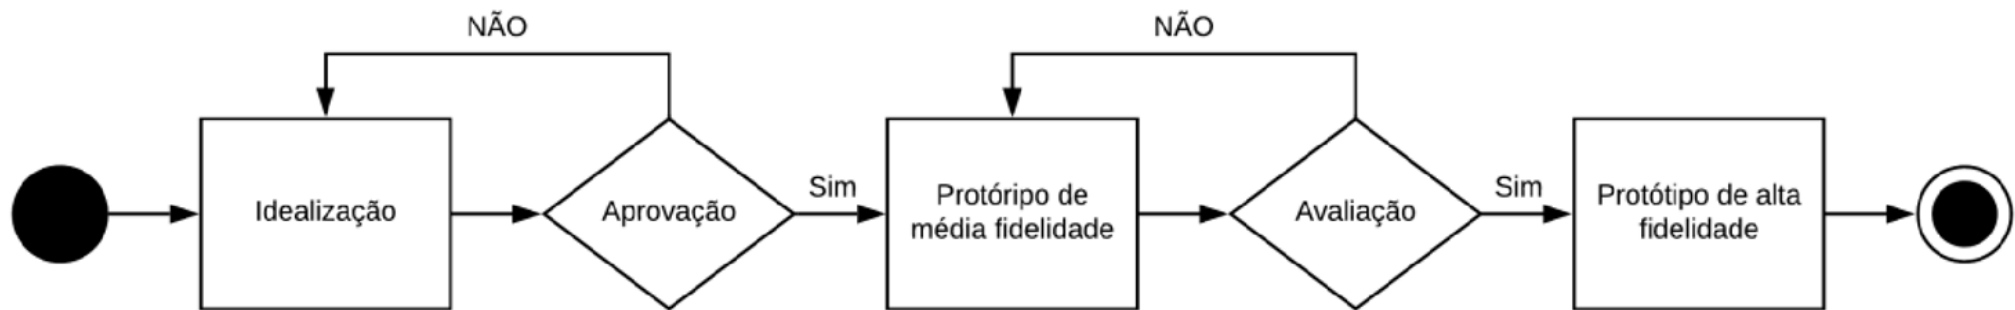 NÃO
NÃO
Idealização
Aprovação
Sim
Protóripo de
média fidelidade
Avaliação
Sim
Protótipo de alta
fidelidade